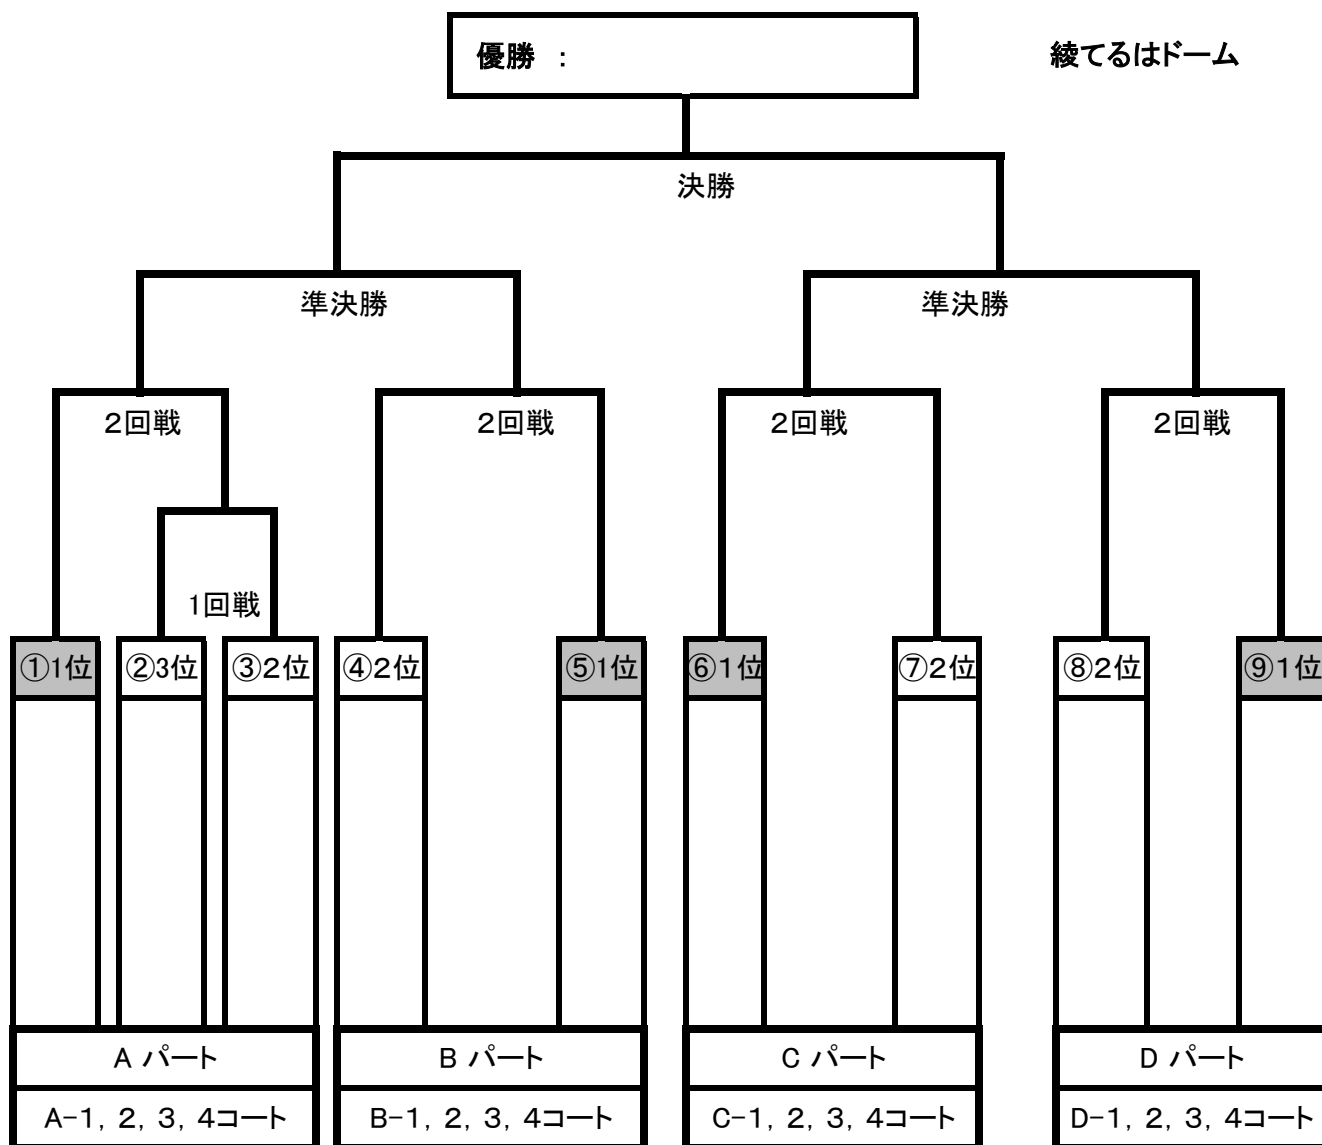 優勝 :
綾てるはドーム
決勝
準決勝
準決勝
2回戦
2回戦
2回戦
2回戦
1回戦
①1位
②3位
③2位
④2位
⑤1位
⑥1位
⑦2位
⑧2位
⑨1位
A パート
B パート
C パート
D パート
A-1, 2, 3, 4コート
B-1, 2, 3, 4コート
C-1, 2, 3, 4コート
D-1, 2, 3, 4コート